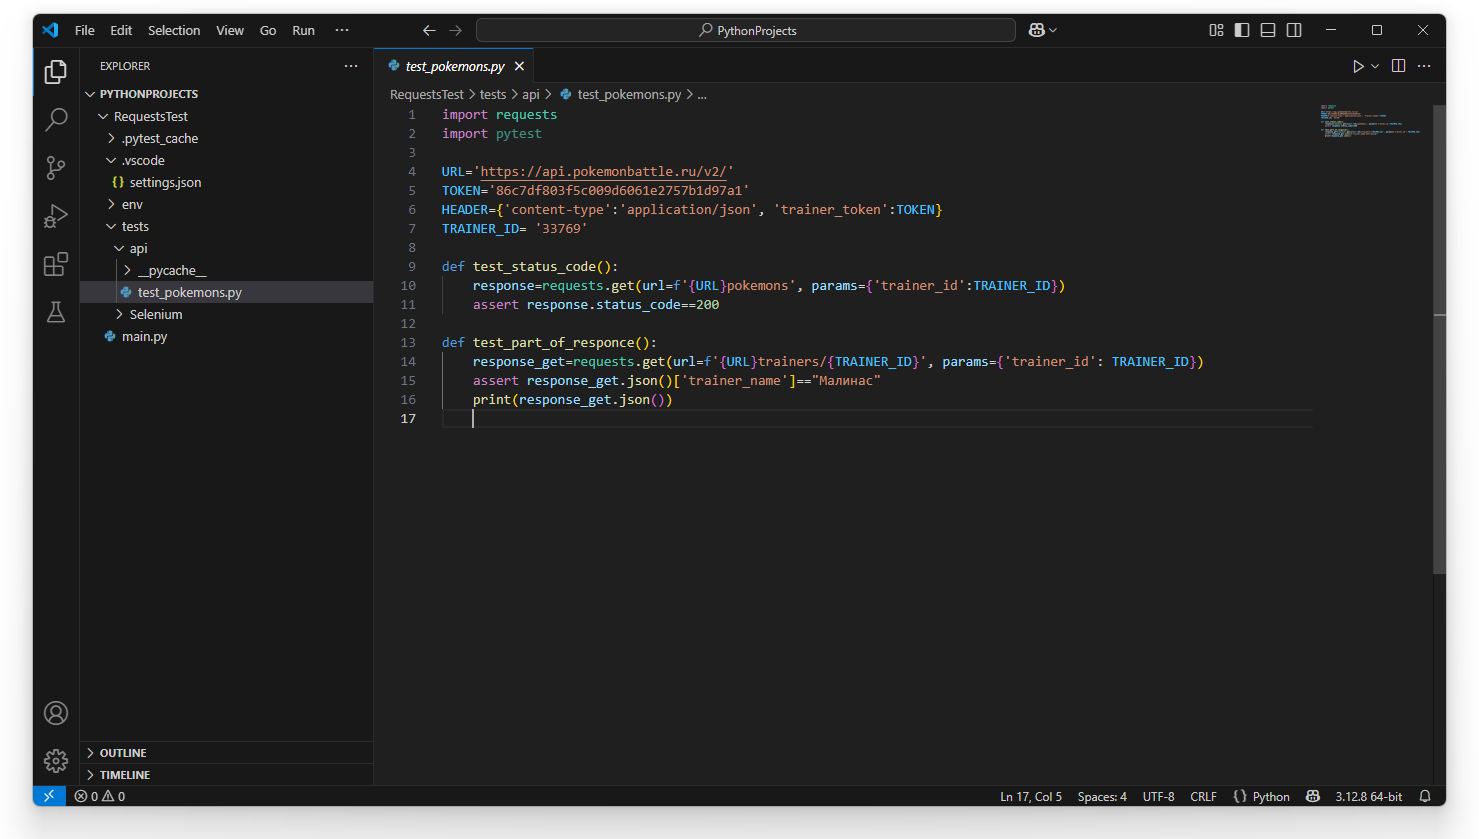 File Edit Selection View Go Run ··· PythonProjects
EXPLORER ···
PYTHONPROJECTS
RequestsTest
.pytest_cache
.vscode
{} settings.json
env
tests
api
__pycache__
test_pokemons.py
Selenium
main.py
OUTLINE
TIMELINE
test_pokemons.py
RequestsTest > tests > api > test_pokemons.py > ...
1 import requests
2 import pytest
3
4 URL='https://api.pokemonbattle.ru/v2/'
5 TOKEN='86c7df803f5c009d6061e2757b1d97a1'
6 HEADER={'content-type':'application/json', 'trainer_token':TOKEN}
7 TRAINER_ID= '33769'
8
9 def test_status_code():
10 response=requests.get(url=f'{URL}pokemons', params={'trainer_id':TRAINER_ID})
11 assert response.status_code==200
12
13 def test_part_of_responce():
14 response_get=requests.get(url=f'{URL}trainers/{TRAINER_ID}', params={'trainer_id': TRAINER_ID})
15 assert response_get.json()['trainer_name']=="Малинас"
16 print(response_get.json())
17
0 0 Ln 17, Col 5 Spaces: 4 UTF-8 CRLF {} Python 3.12.8 64-bit